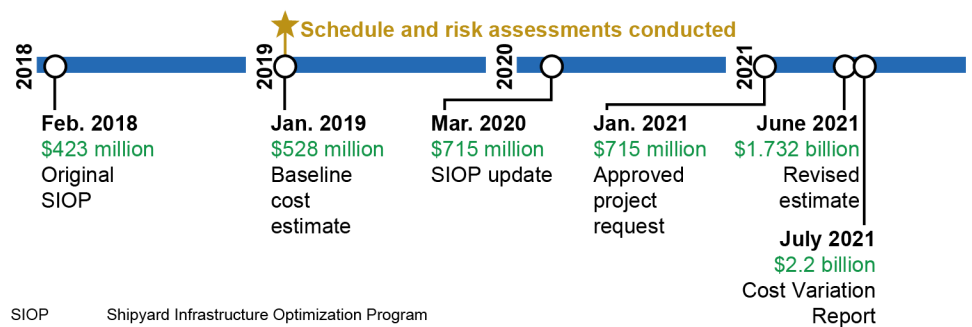 Schedule and risk assessments conducted
2018
2019
2020
2021
Feb. 2018
$423 million
Original
SIOP
Jan. 2019
$528 million
Baseline
cost
estimate
Mar. 2020
$715 million
SIOP update
Jan. 2021
$715 million
Approved
project
request
June 2021
$1.732 billion
Revised
estimate
July 2021
$2.2 billion
Cost Variation
Report
SIOP Shipyard Infrastructure Optimization Program